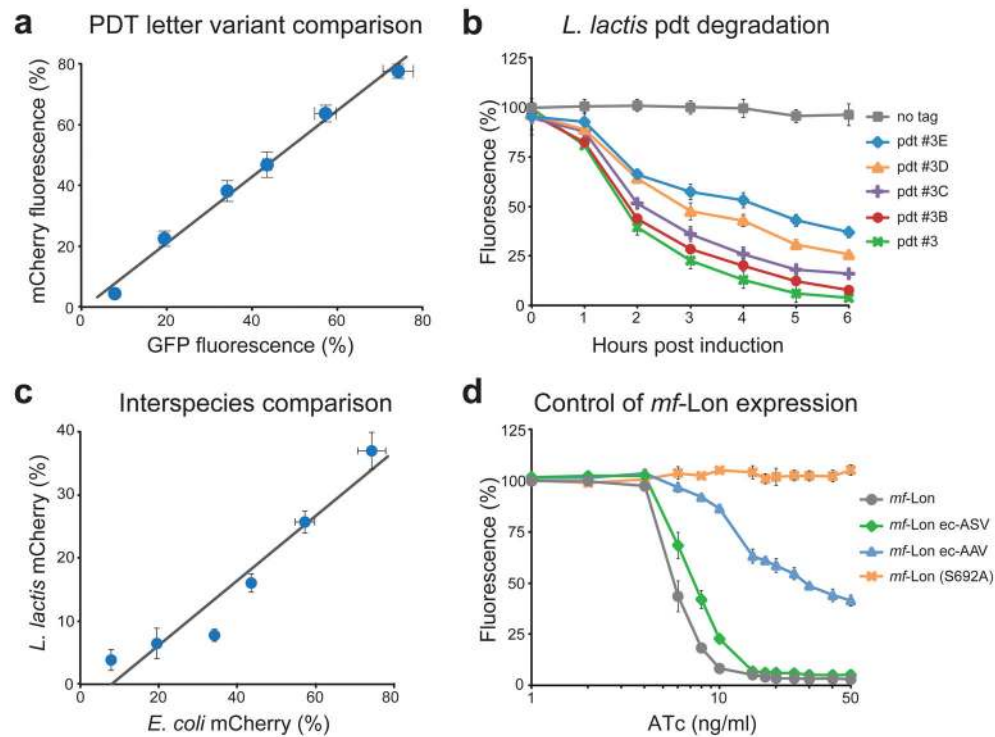 a PDT letter variant comparison
mCherry fluorescence (%)
80
60
40
20
0
0 20 40 60 80
GFP fluorescence (%)
b L. lactis pdt degradation
Fluorescence (%)
125
100
75
50
25
0
0 1 2 3 4 5 6
Hours post induction
no tag
pdt #3E
pdt #3D
pdt #3C
pdt #3B
pdt #3
c Interspecies comparison
L. lactis mCherry (%)
40
30
20
10
0
0 20 40 60 80
E. coli mCherry (%)
d Control of mf-Lon expression
Fluorescence (%)
125
100
75
50
25
0
1 10 50
ATc (ng/ml)
mf-Lon
mf-Lon ec-ASV
mf-Lon ec-AAV
mf-Lon (S692A)